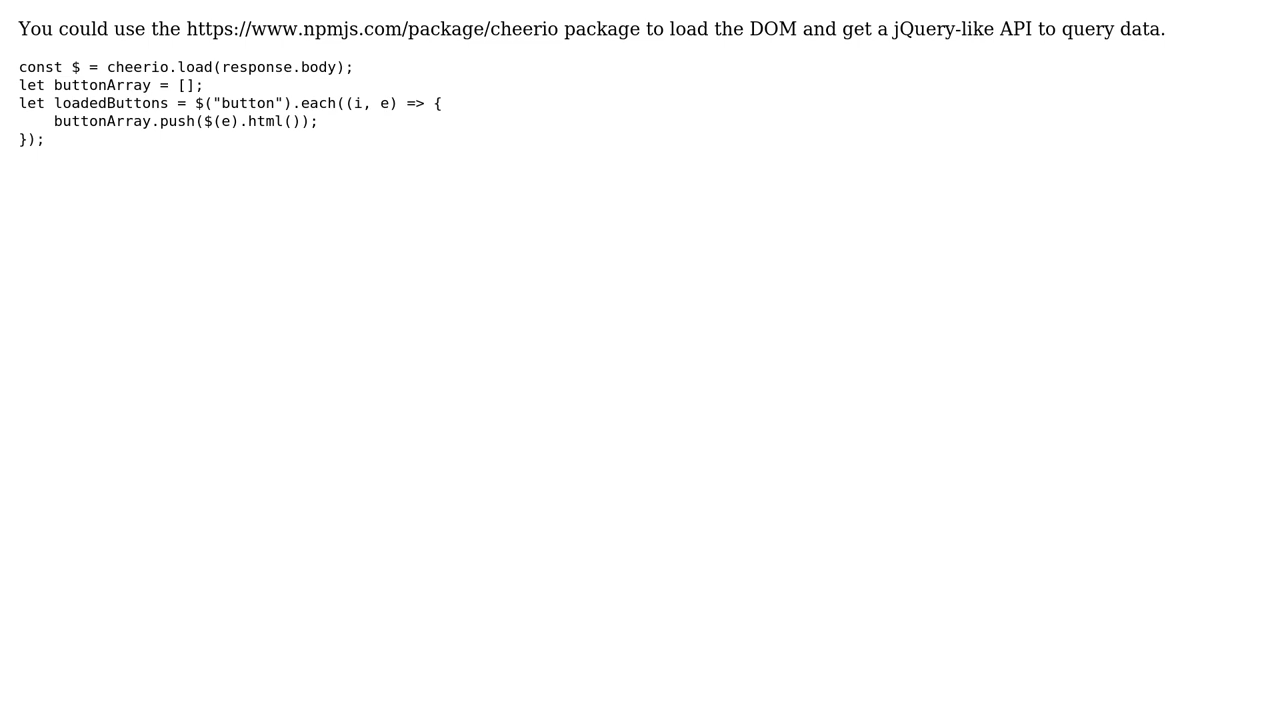 You could use the https://www.npmjs.com/package/cheerio package to load the DOM and get a jQuery-like API to query data.
const $ = cheerio.load(response.body);
let buttonArray = [];
let loadedButtons = $("button").each((i, e) => {
    buttonArray.push($(e).html());
});